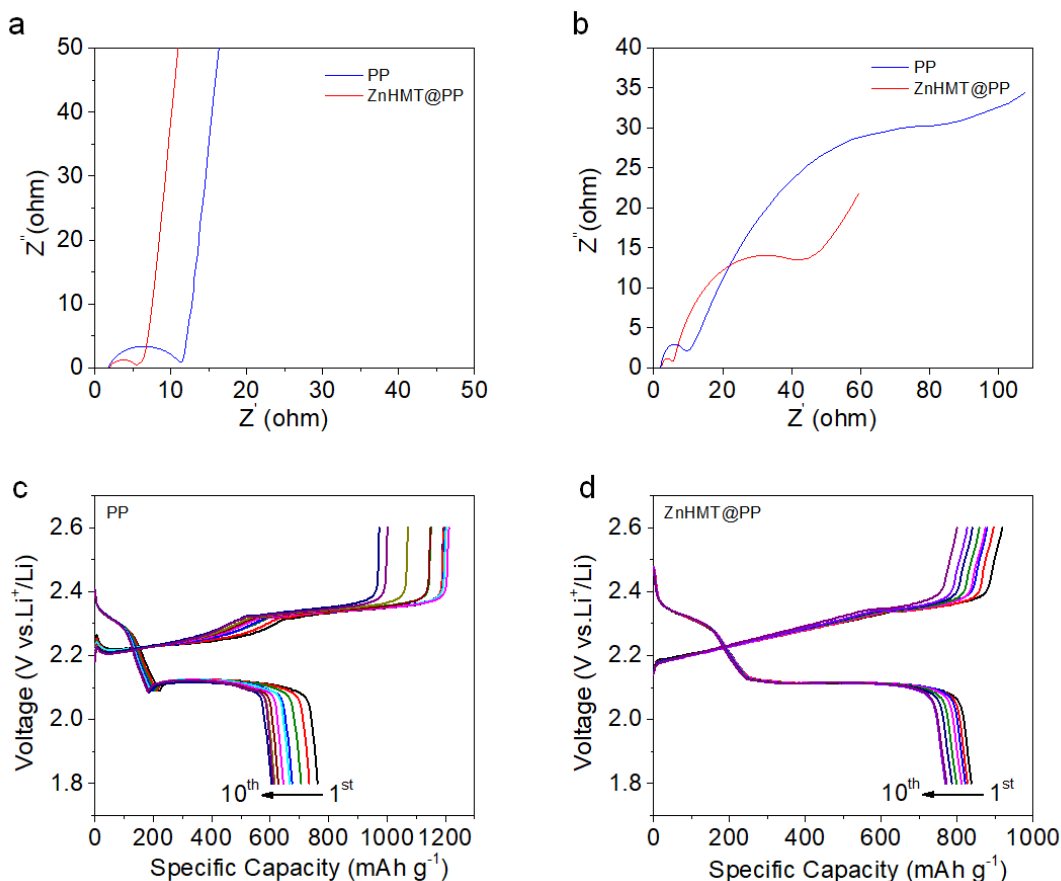 a
50
40
30
20
10
0
Z'' (ohm)
PP
ZnHMT@PP
0 10 20 30 40 50
Z' (ohm)
b
40
35
30
25
20
15
10
5
0
Z'' (ohm)
PP
ZnHMT@PP
0 20 40 60 80 100
Z' (ohm)
c
PP
2.6
2.4
2.2
2.0
1.8
Voltage (V vs.Li⁺/Li)
10ᵗʰ 1ˢᵗ
0 200 400 600 800 1000 1200
Specific Capacity (mAh g⁻¹)
d
ZnHMT@PP
2.6
2.4
2.2
2.0
1.8
Voltage (V vs.Li⁺/Li)
10ᵗʰ 1ˢᵗ
0 200 400 600 800 1000
Specific Capacity (mAh g⁻¹)